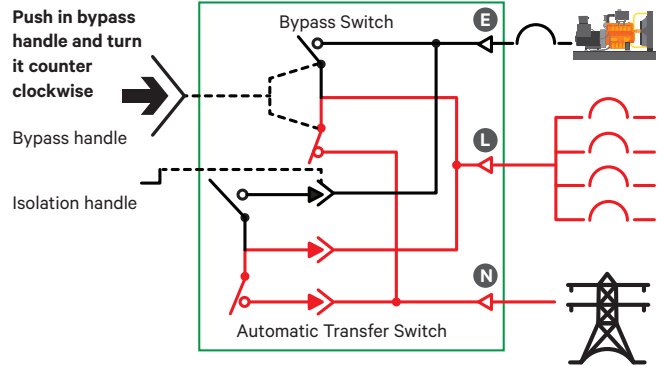 Push in bypass
handle and turn
it counter
clockwise
Bypass handle
Isolation handle
Bypass Switch
E
L
N
Automatic Transfer Switch